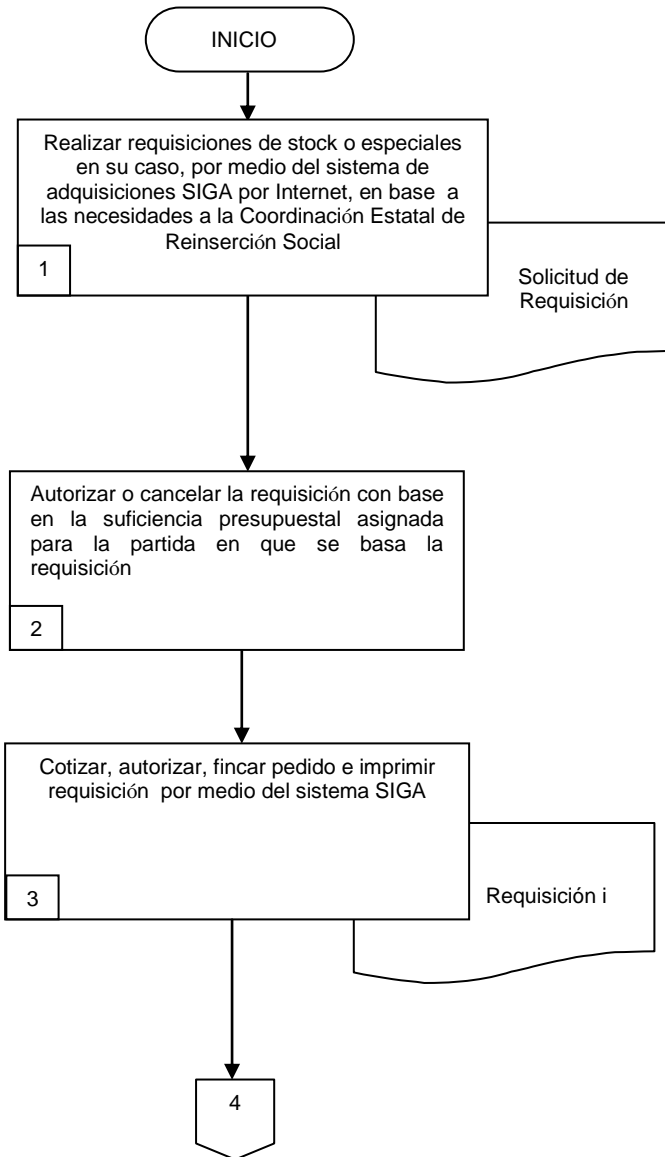 INICIO
Realizar requisiciones de stock o especiales
en su caso, por medio del sistema de
adquisiciones SIGA por Internet, en base a
las necesidades a la Coordinación Estatal de
Reinserción Social
1
Solicitud de
Requisición
Autorizar o cancelar la requisición con base
en la suficiencia presupuestal asignada
para la partida en que se basa la
requisición
2
Cotizar, autorizar, fincar pedido e imprimir
requisición por medio del sistema SIGA
3
Requisición i
4